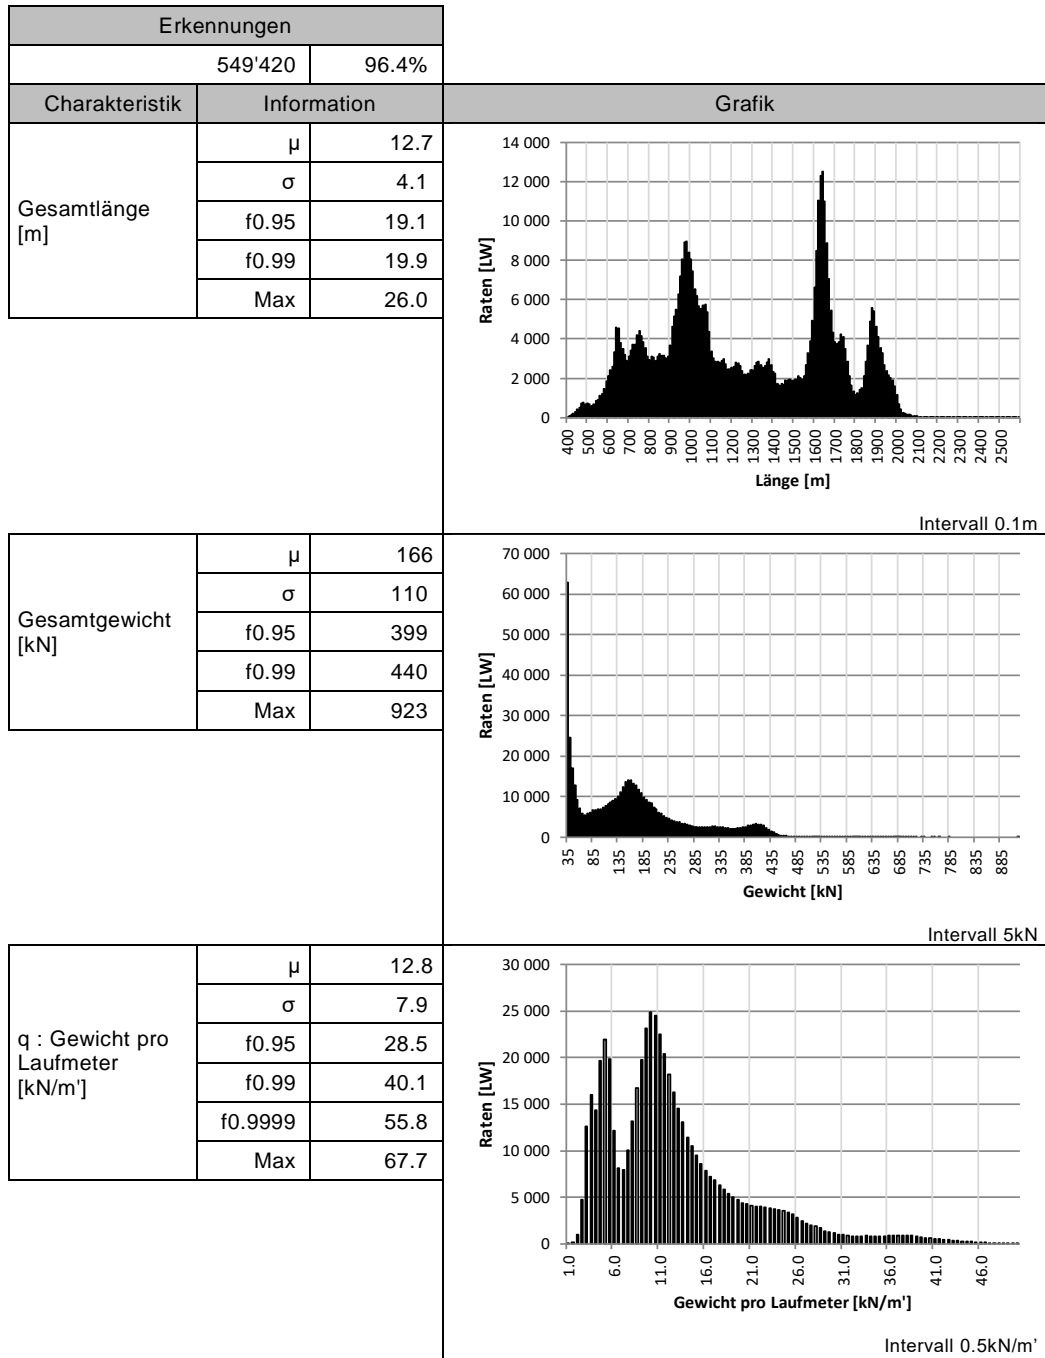 Erkennungen
549'420 96.4%
Charakteristik Information Grafik
Gesamtlänge
[m]
µ 12.7
σ 4.1
f0.95 19.1
f0.99 19.9
Max 26.0
14 000
12 000
10 000
8 000
6 000
4 000
2 000
0
Raten [LW]
400 500 600 700 800 900 1000 1100 1200 1300 1400 1500 1600 1700 1800 1900 2000 2100 2200 2300 2400 2500
Länge [m]
Intervall 0.1m
Gesamtgewicht
[kN]
µ 166
σ 110
f0.95 399
f0.99 440
Max 923
70 000
60 000
50 000
40 000
30 000
20 000
10 000
0
Raten [LW]
35 85 135 185 235 285 335 385 435 485 535 585 635 685 735 785 835 885
Gewicht [kN]
Intervall 5kN
q : Gewicht pro
Laufmeter
[kN/m']
µ 12.8
σ 7.9
f0.95 28.5
f0.99 40.1
f0.9999 55.8
Max 67.7
30 000
25 000
20 000
15 000
10 000
5 000
0
Raten [LW]
1.0 6.0 11.0 16.0 21.0 26.0 31.0 36.0 41.0 46.0
Gewicht pro Laufmeter [kN/m']
Intervall 0.5kN/m’